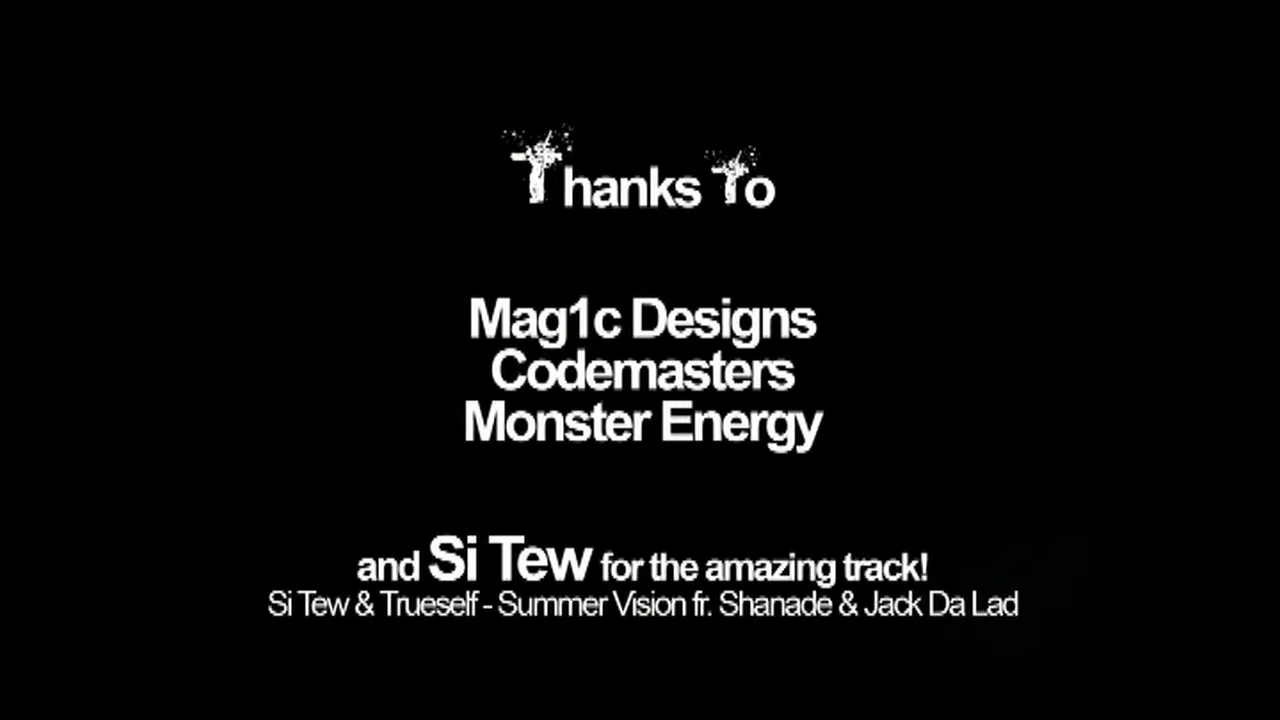 Thanks To
Mag1c Designs
Codemasters
Monster Energy
and Si Tew for the amazing track!
Si Tew & Trueself - Summer Vision fr. Shanade & Jack Da Lad